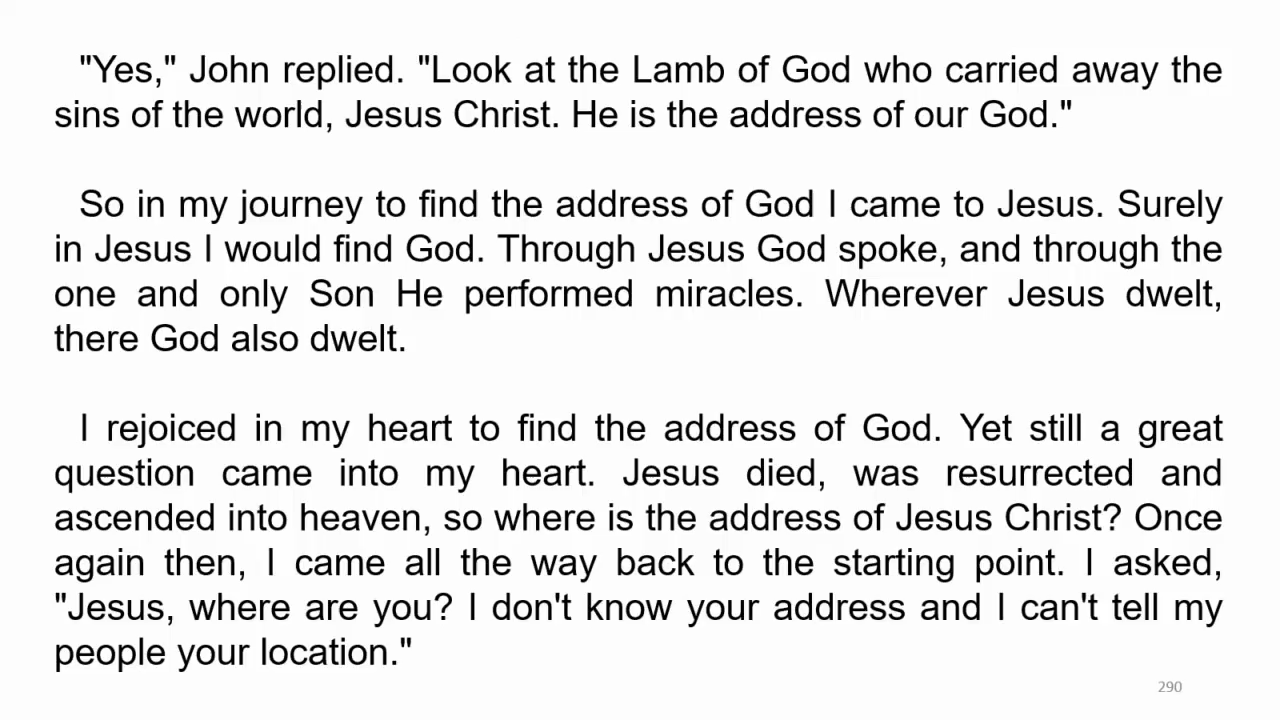 "Yes," John replied. "Look at the Lamb of God who carried away the
sins of the world, Jesus Christ. He is the address of our God."
So in my journey to find the address of God I came to Jesus. Surely
in Jesus I would find God. Through Jesus God spoke, and through the
one and only Son He performed miracles. Wherever Jesus dwelt,
there God also dwelt.
I rejoiced in my heart to find the address of God. Yet still a great
question came into my heart. Jesus died, was resurrected and
ascended into heaven, so where is the address of Jesus Christ? Once
again then, I came all the way back to the starting point. I asked,
"Jesus, where are you? I don't know your address and I can't tell my
people your location."
290